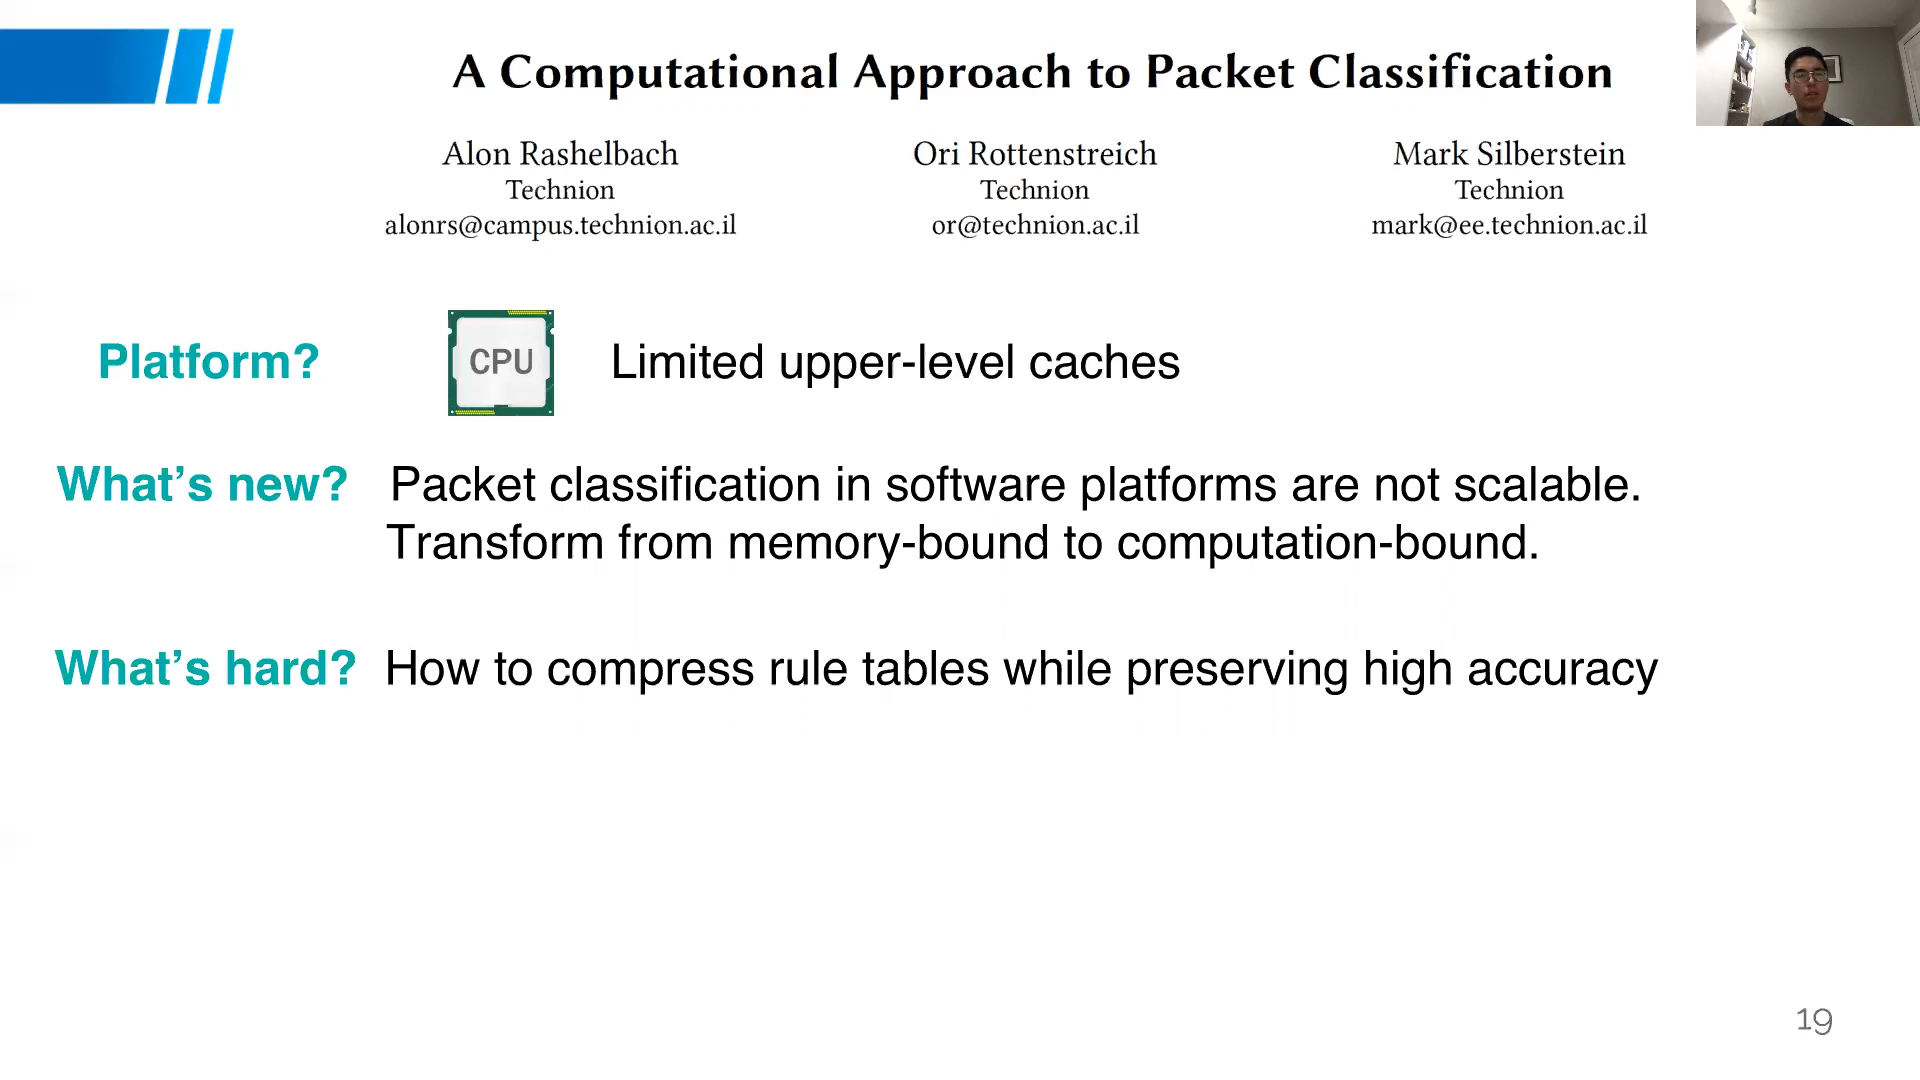 A Computational Approach to Packet Classification
Alon Rashelbach
Technion
alonrs@campus.technion.ac.il
Ori Rottenstreich
Technion
or@technion.ac.il
Mark Silberstein
Technion
mark@ee.technion.ac.il
Platform?
CPU
Limited upper-level caches
What’s new?
Packet classification in software platforms are not scalable.
Transform from memory-bound to computation-bound.
What’s hard?
How to compress rule tables while preserving high accuracy
19